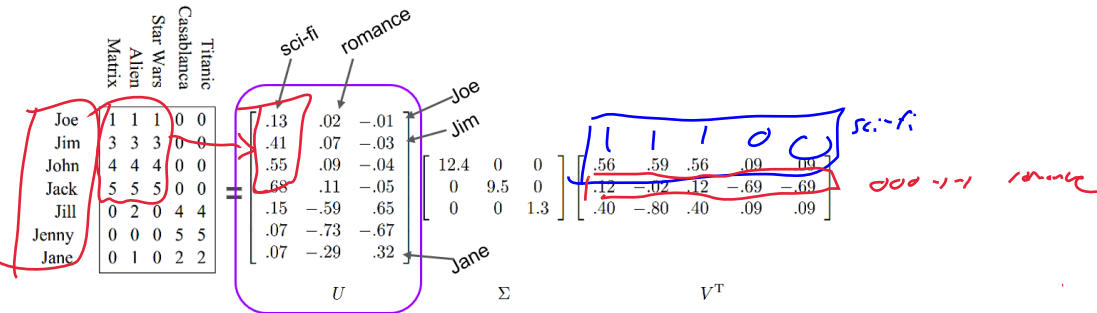 Matrix
Alien
Star Wars
Casablanca
Titanic
sci-fi
romance
Joe
Jim
Jane
Joe 1 1 1 0 0
Jim 3 3 3 0 0
John 4 4 4 0 0
Jack 5 5 5 0 0
Jill 0 2 0 4 4
Jenny 0 0 0 5 5
Jane 0 1 0 2 2
=
.13 .02 −.01
.41 .07 −.03
.55 .09 −.04
.68 .11 −.05
.15 −.59 .65
.07 −.73 −.67
.07 −.29 .32
U
12.4 0 0
0 9.5 0
0 0 1.3
Σ
1 1 1 0 0 sci-fi
.56 .59 .56 .09 .09
.12 −.02 .12 −.69 −.69 0 0 0 -1 -1 romance
.40 −.80 .40 .09 .09
V^T